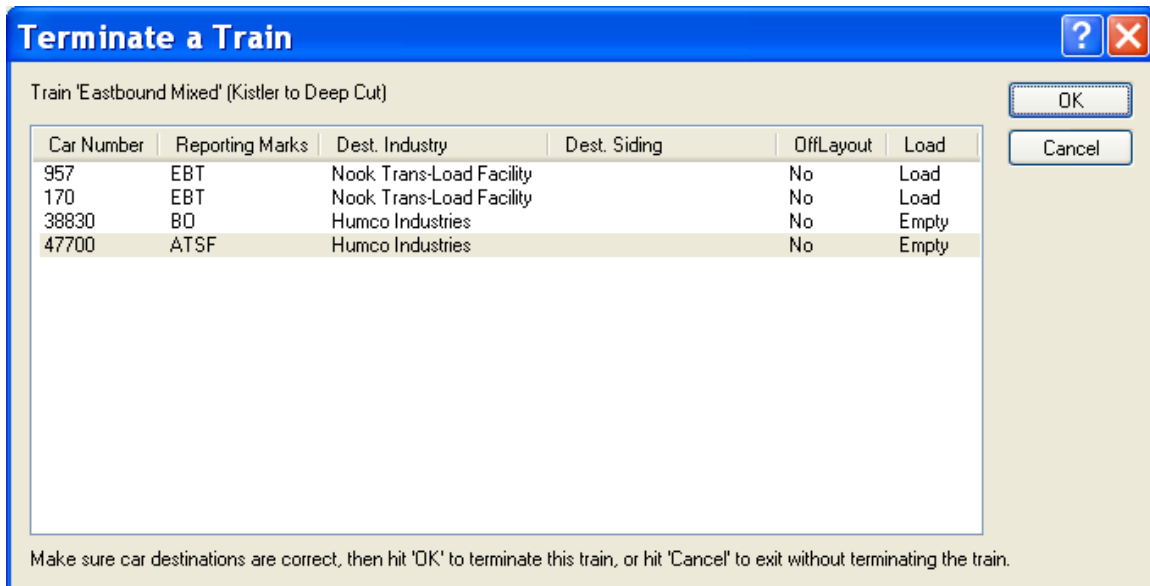 Terminate a Train
Train 'Eastbound Mixed' (Kistler to Deep Cut)
OK
Cancel
Car Number Reporting Marks Dest. Industry Dest. Siding OffLayout Load
957 EBT Nook Trans-Load Facility No Load
170 EBT Nook Trans-Load Facility No Load
38830 BO Humco Industries No Empty
47700 ATSF Humco Industries No Empty
Make sure car destinations are correct, then hit 'OK' to terminate this train, or hit 'Cancel' to exit without terminating the train.